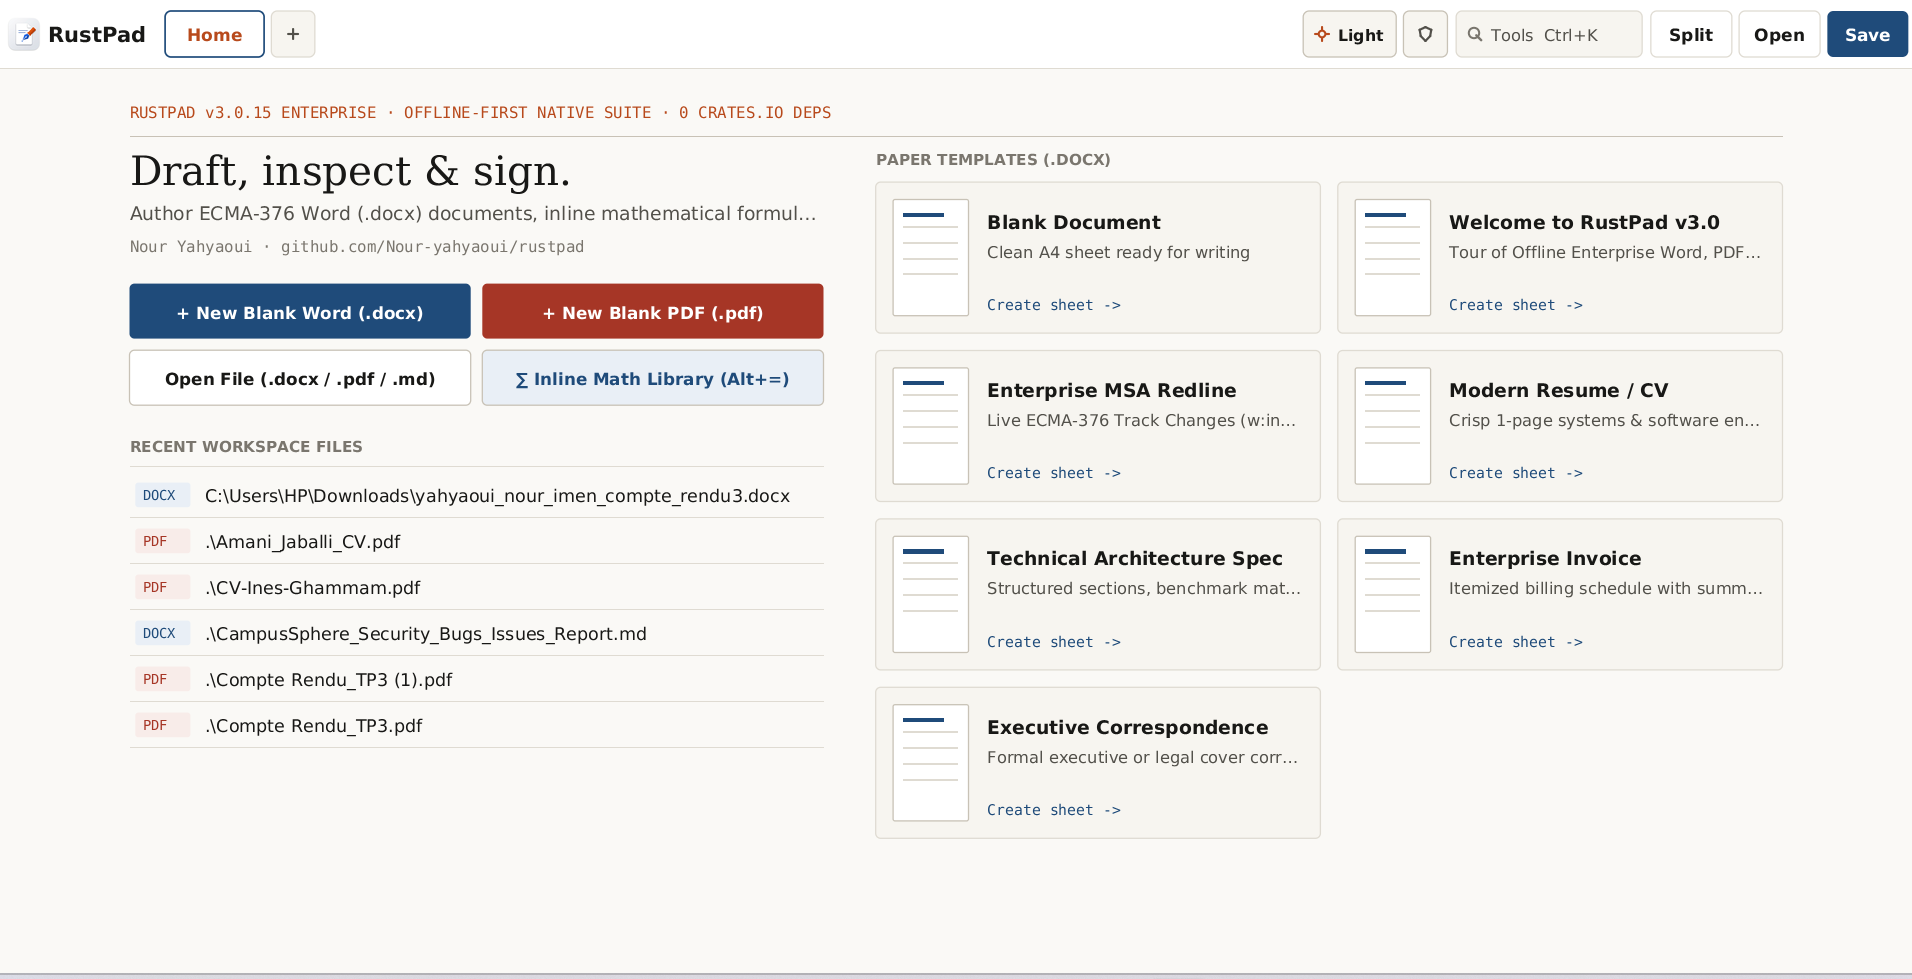 RustPad
Home
+
Light
Tools Ctrl+K
Split
Open
Save
RUSTPAD v3.0.15 ENTERPRISE · OFFLINE-FIRST NATIVE SUITE · 0 CRATES.IO DEPS
Draft, inspect & sign.
Author ECMA-376 Word (.docx) documents, inline mathematical formul...
Nour Yahyaoui · github.com/Nour-yahyaoui/rustpad
+ New Blank Word (.docx)
+ New Blank PDF (.pdf)
Open File (.docx / .pdf / .md)
∑ Inline Math Library (Alt+=)
RECENT WORKSPACE FILES
DOCX C:\Users\HP\Downloads\yahyaoui_nour_imen_compte_rendu3.docx
PDF .\Amani_Jaballi_CV.pdf
PDF .\CV-Ines-Ghammam.pdf
DOCX .\CampusSphere_Security_Bugs_Issues_Report.md
PDF .\Compte Rendu_TP3 (1).pdf
PDF .\Compte Rendu_TP3.pdf
PAPER TEMPLATES (.DOCX)
Blank Document
Clean A4 sheet ready for writing
Create sheet ->
Welcome to RustPad v3.0
Tour of Offline Enterprise Word, PDF...
Create sheet ->
Enterprise MSA Redline
Live ECMA-376 Track Changes (w:in...
Create sheet ->
Modern Resume / CV
Crisp 1-page systems & software en...
Create sheet ->
Technical Architecture Spec
Structured sections, benchmark mat...
Create sheet ->
Enterprise Invoice
Itemized billing schedule with summ...
Create sheet ->
Executive Correspondence
Formal executive or legal cover corr...
Create sheet ->